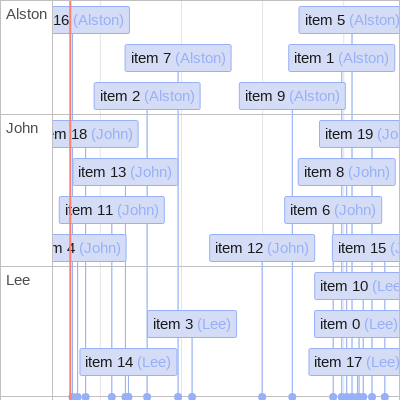 Alston
16 (Alston)
item 5 (Alston)
item 7 (Alston)
item 1 (Alston)
item 2 (Alston)
item 9 (Alston)
John
em 18 (John)
item 19 (Jo
item 13 (John)
item 8 (John)
item 11 (John)
item 6 (John)
m 4 (John)
item 12 (John)
item 15 (J
Lee
item 10 (Lee
item 3 (Lee)
item 0 (Lee)
item 14 (Lee)
item 17 (Lee)